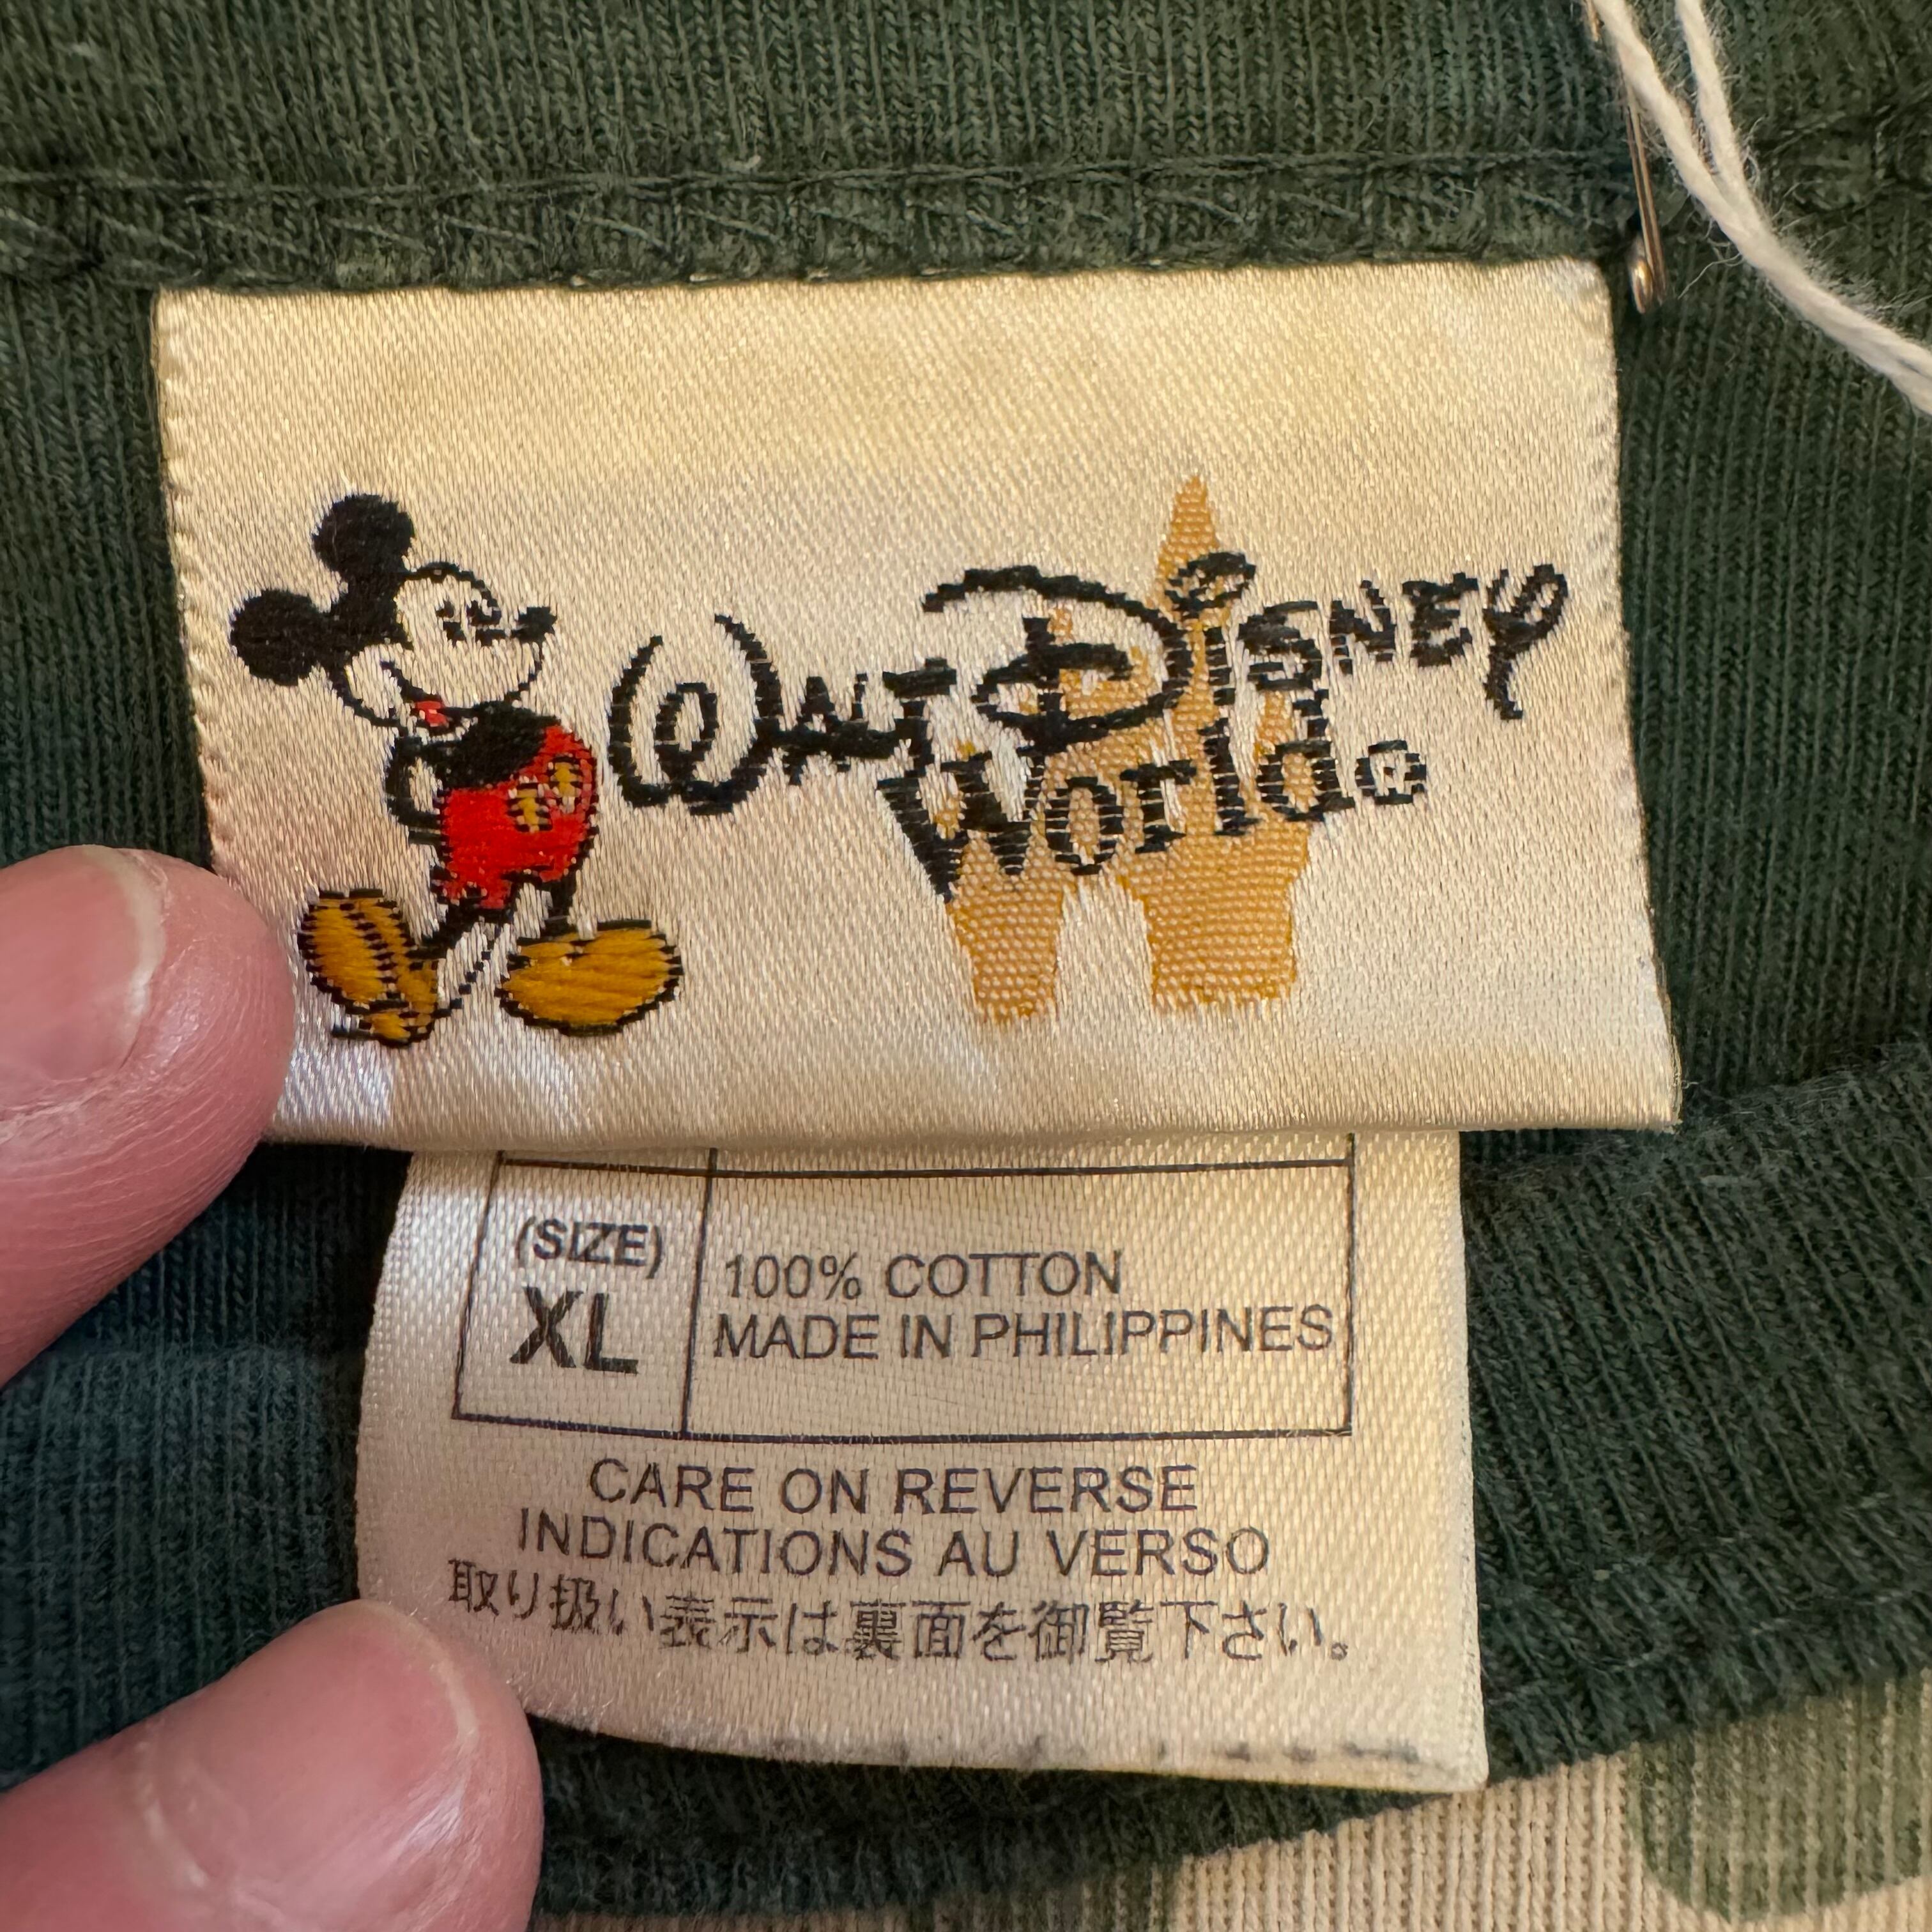 WALT DISNEY
World®
(SIZE)
XL
100% COTTON
MADE IN PHILIPPINES
CARE ON REVERSE
INDICATIONS AU VERSO
取り扱い表示は裏面を御覧下さい。